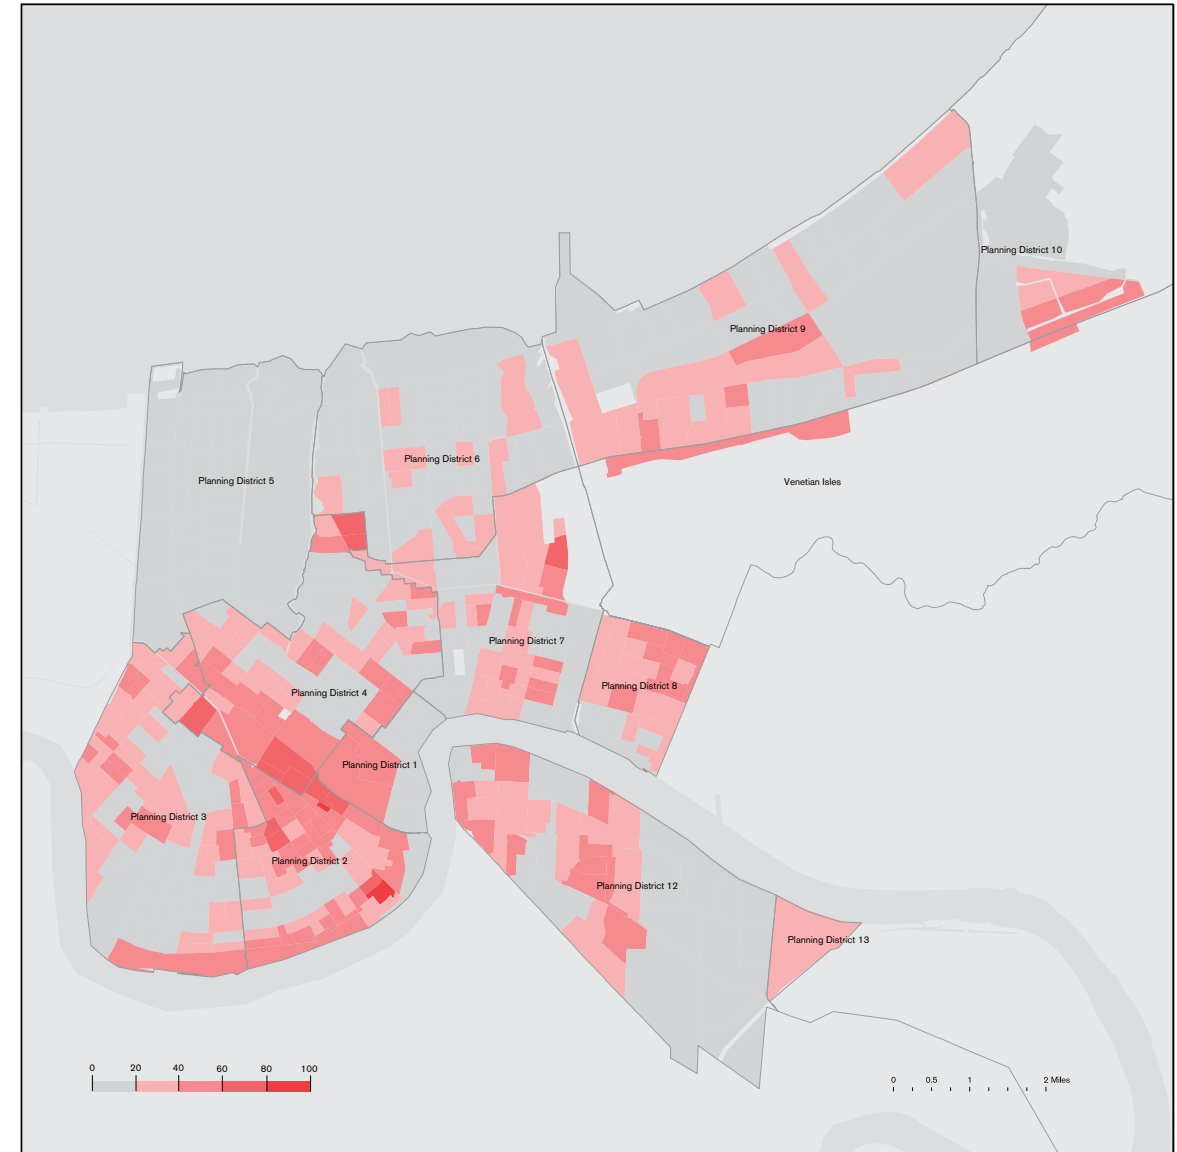 Planning District 10
Planning District 9
Planning District 6
Planning District 5
Venetian Isles
Planning District 7
Planning District 8
Planning District 4
Planning District 1
Planning District 3
Planning District 2
Planning District 12
Planning District 13
0 20 40 60 80 100
0 0.5 1 2 Miles